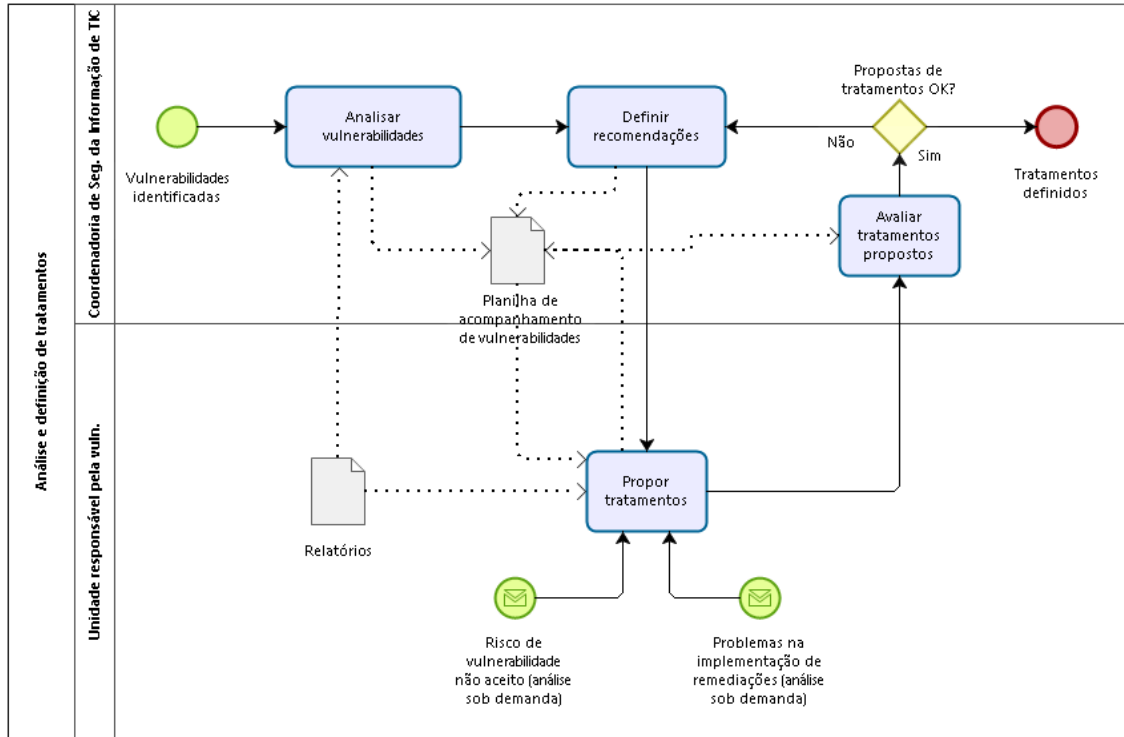 Análise e definição de tratamentos
Coordenadoria de Seg. da Informação de TIC
Unidade responsável pela vuln.
Vulnerabilidades
identificadas
Analisar
vulnerabilidades
Definir
recomendações
Propostas de
tratamentos OK?
Não
Sim
Tratamentos
definidos
Avaliar
tratamentos
propostos
Planilha de
acompanhamento
de vulnerabilidades
Relatórios
Propor
tratamentos
Risco de
vulnerabilidade
não aceito (análise
sob demanda)
Problemas na
implementação de
remediações (análise
sob demanda)